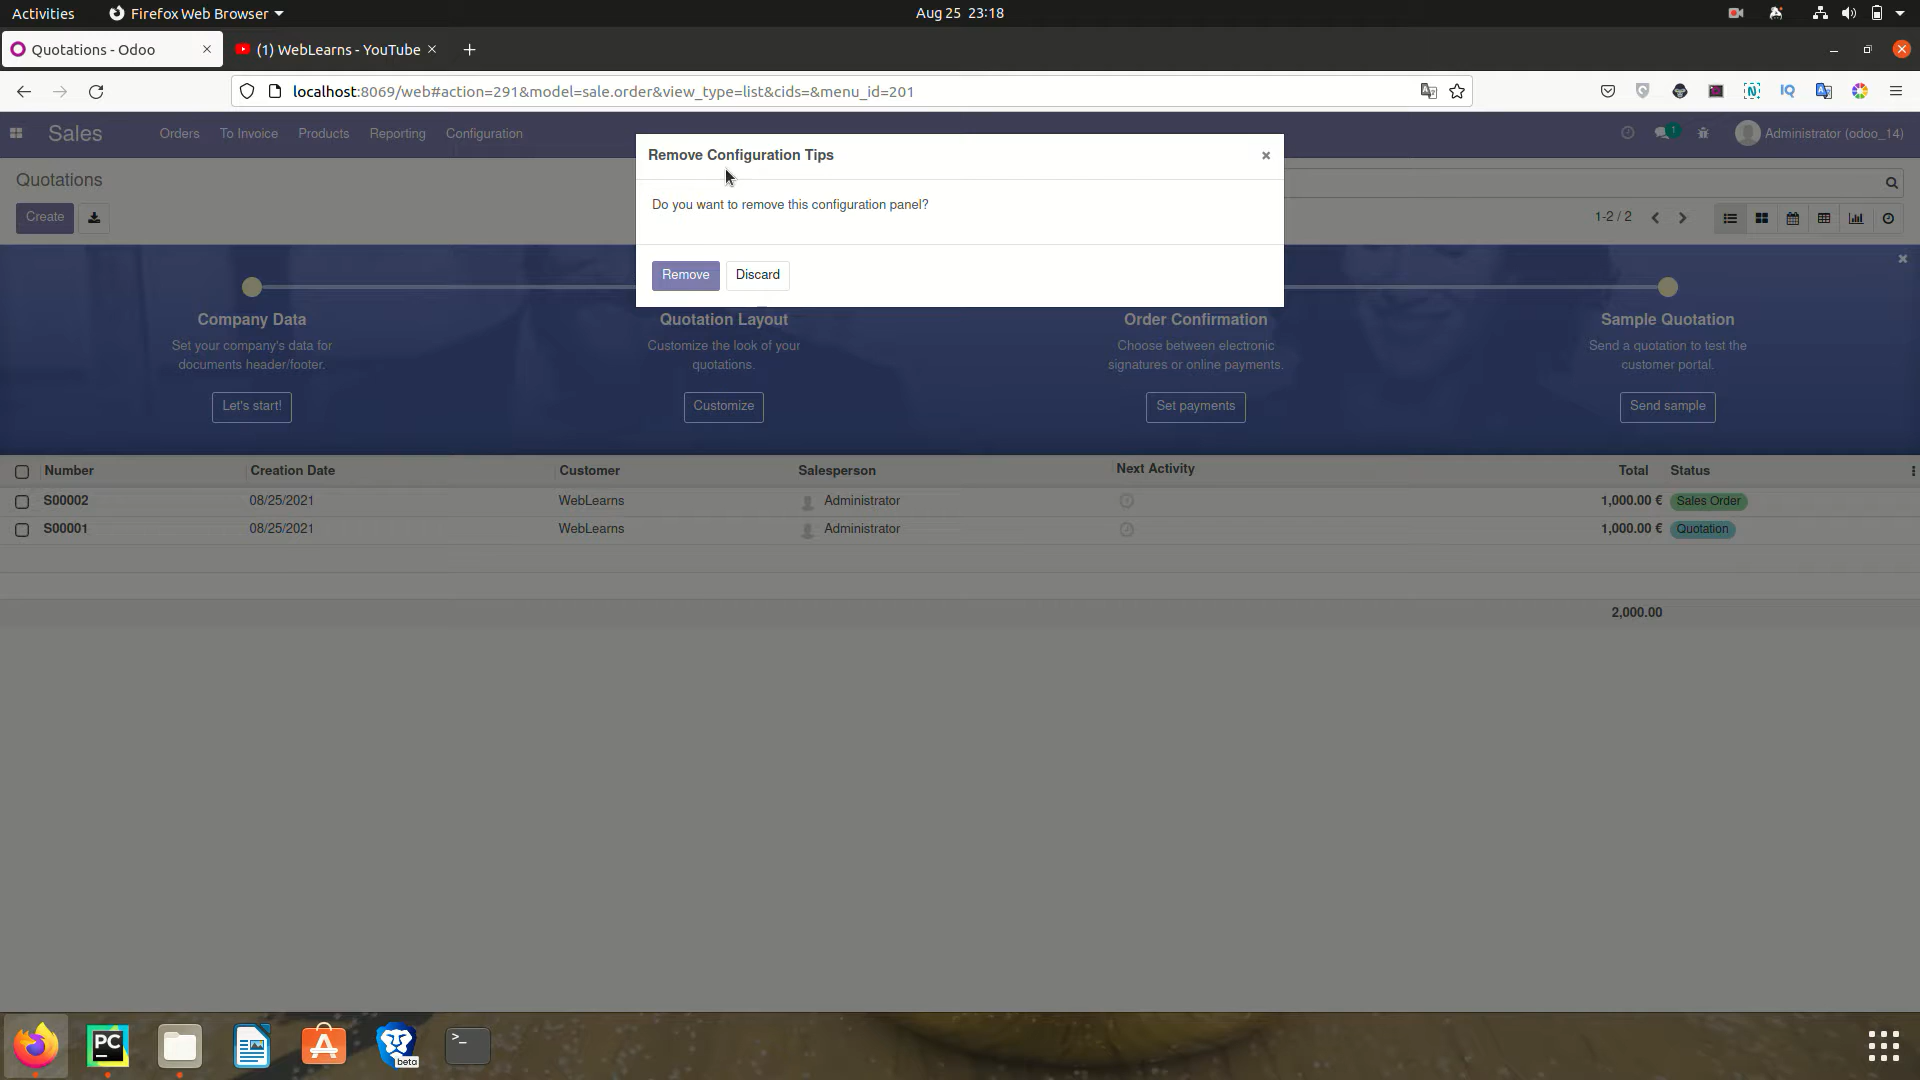 Activities Firefox Web Browser Aug 25 23:18
Quotations - Odoo (1) WebLearns - YouTube
localhost:8069/web#action=291&model=sale.order&view_type=list&cids=&menu_id=201
Sales Orders To Invoice Products Reporting Configuration 1 Administrator (odoo_14)
Remove Configuration Tips
Quotations
Do you want to remove this configuration panel?
Create 1-2 / 2
Remove Discard
Company Data Quotation Layout Order Confirmation Sample Quotation
Set your company's data for Customize the look of your Choose between electronic Send a quotation to test the
documents header/footer. quotations. signatures or online payments. customer portal.
Let's start! Customize Set payments Send sample
Number Creation Date Customer Salesperson Next Activity Total Status
S00002 08/25/2021 WebLearns Administrator 1,000.00 € Sales Order
S00001 08/25/2021 WebLearns Administrator 1,000.00 € Quotation
2,000.00
PC
beta
>_
IQ
N